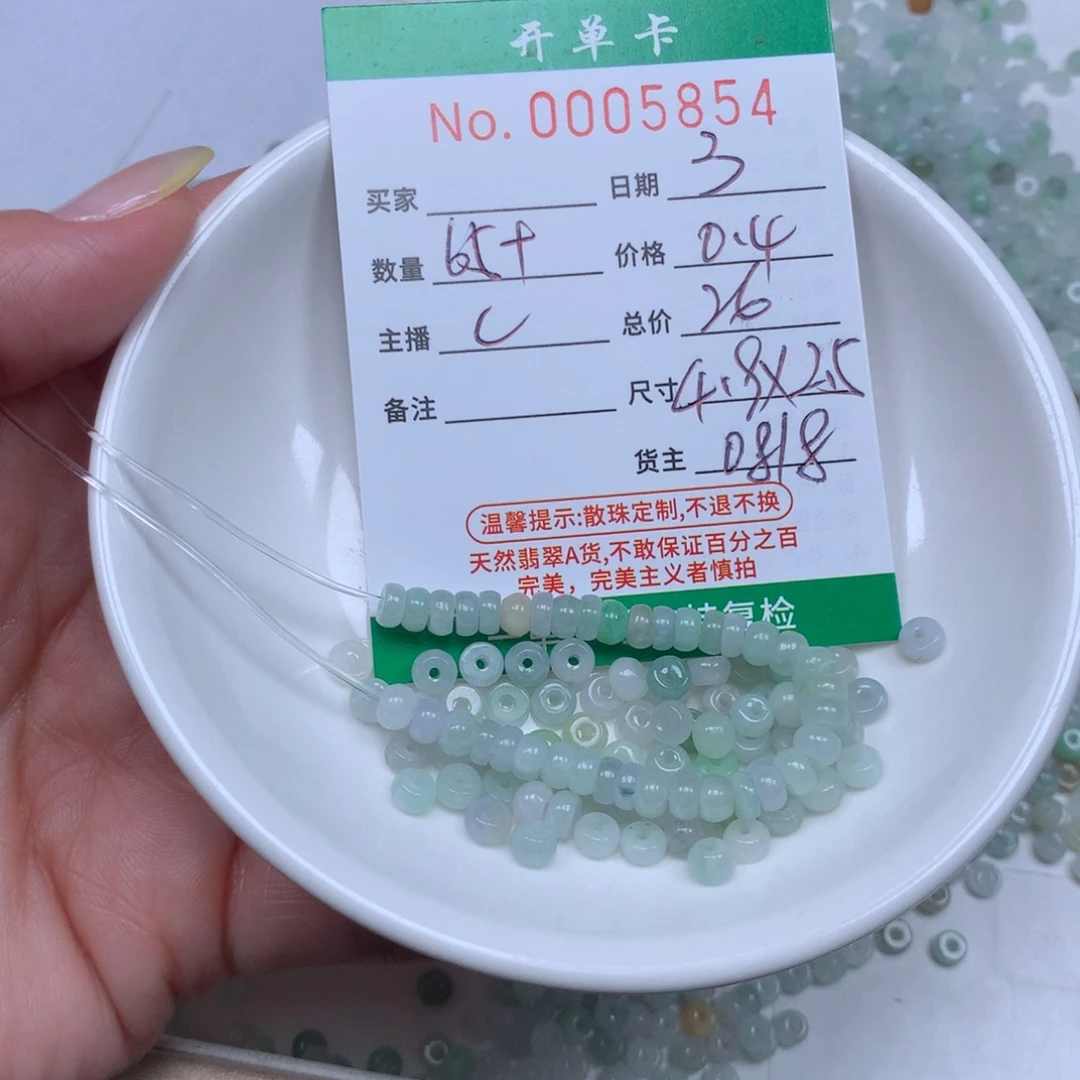 开单卡
No. 0005854
买家 日期 3
数量 65+ 价格 0.4
主播 C 总价 26
备注 尺寸 4.8X2.5
货主 0818
温馨提示:散珠定制,不退不换
天然翡翠A货,不敢保证百分之百
完美，完美主义者慎拍
复检